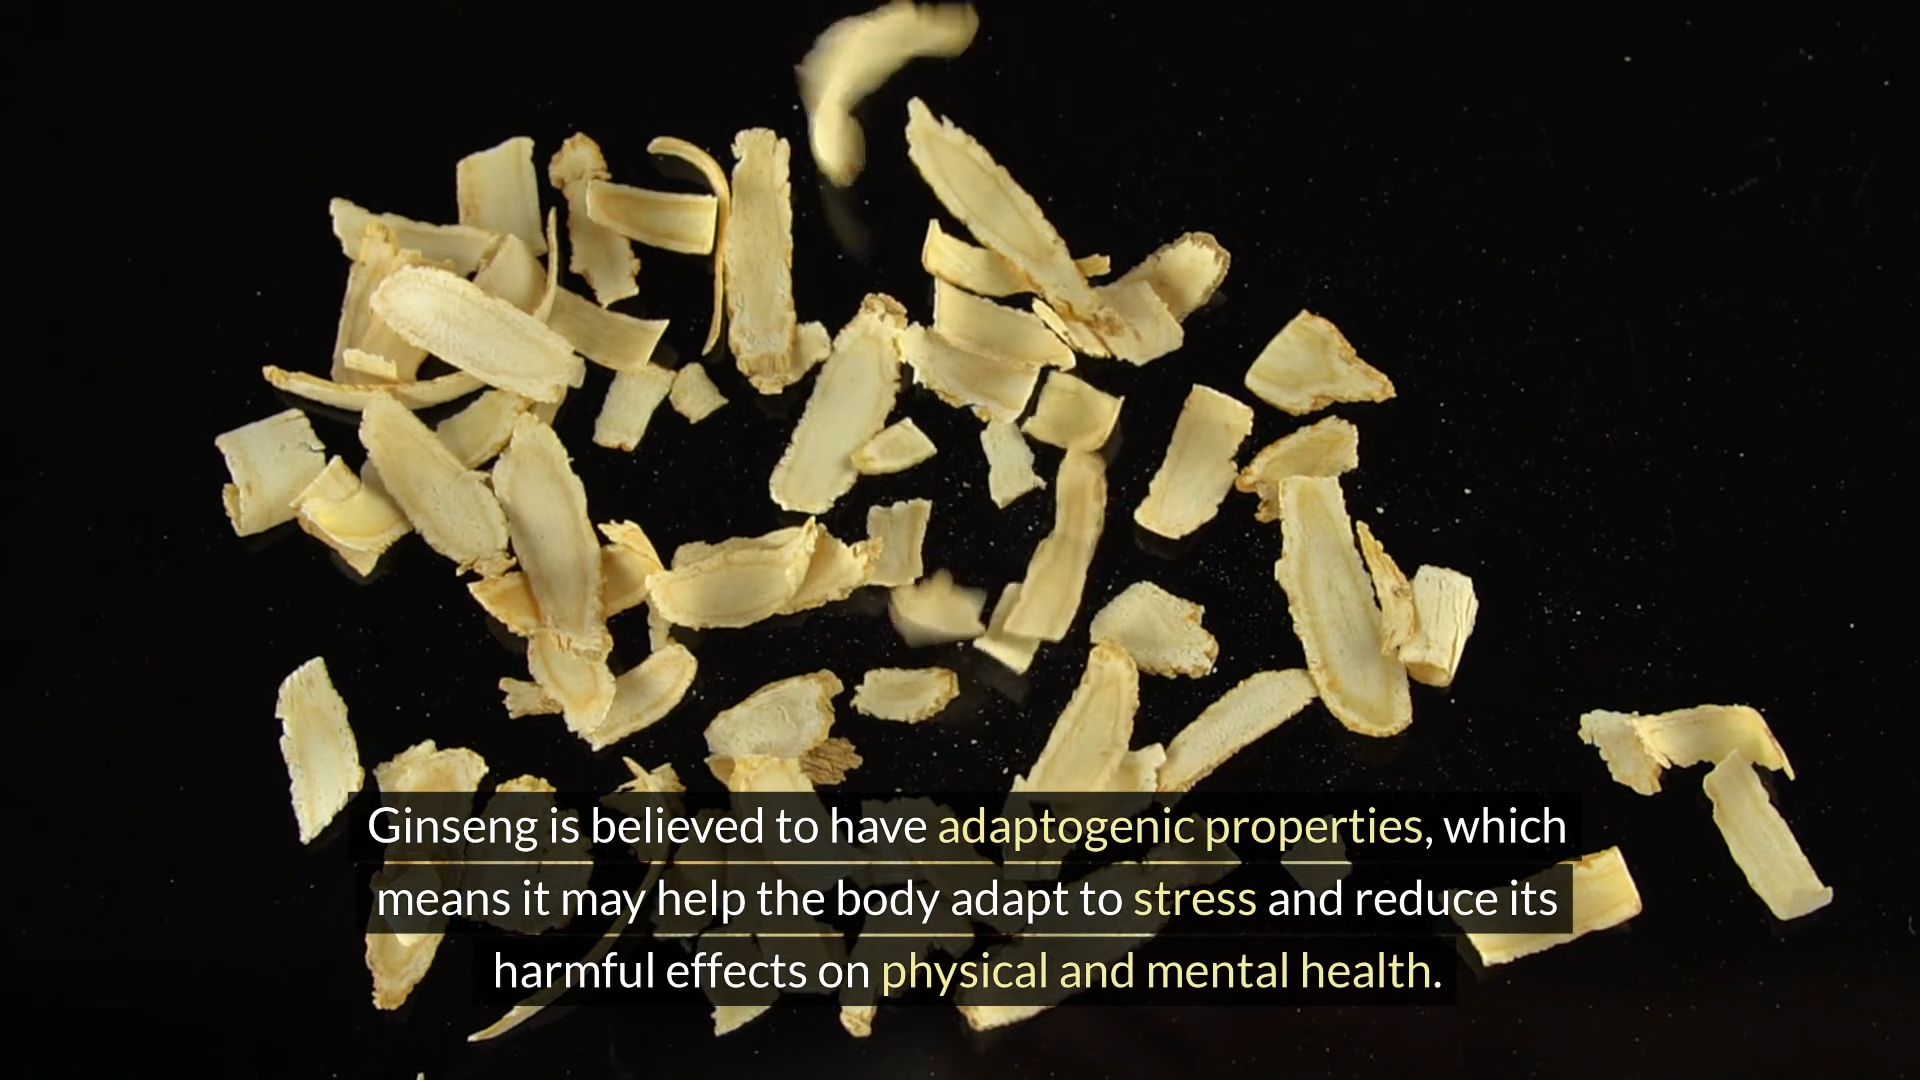 Ginseng is believed to have adaptogenic properties, which
means it may help the body adapt to stress and reduce its
harmful effects on physical and mental health.